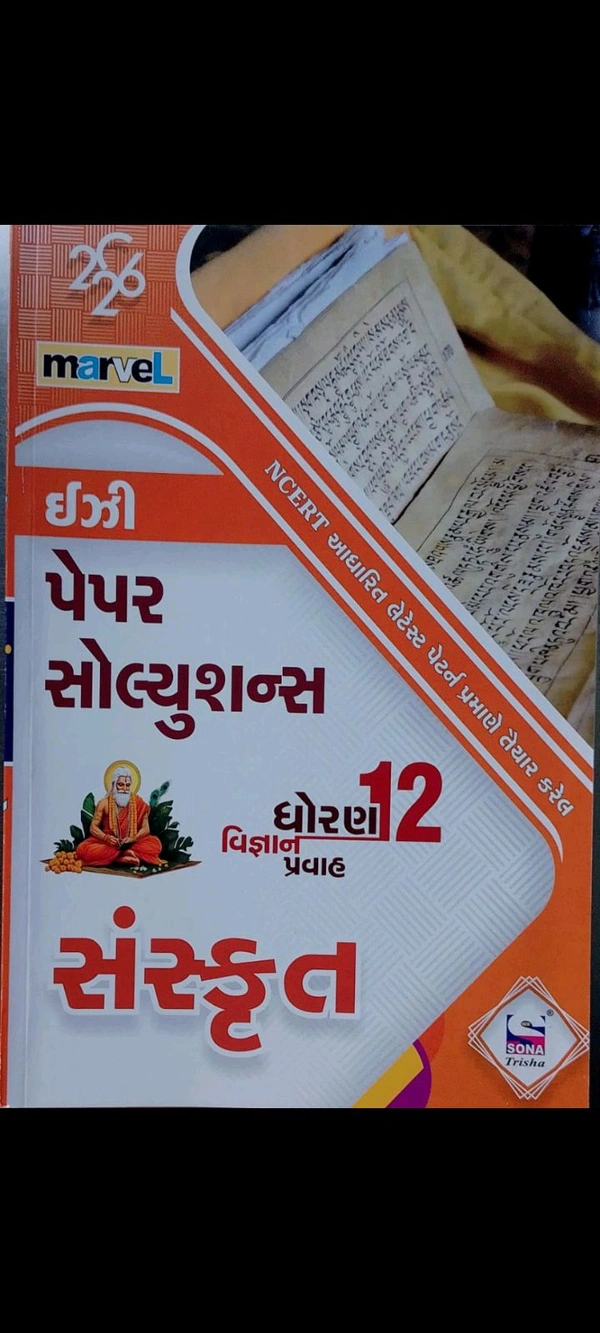 2026
marveL
NCERT આધારિત લેટેસ્ટ પેટર્ન પ્રમાણે તૈયાર કરેલ
ઈઝી
પેપર
સોલ્યુશન્સ
ધોરણ 12
વિજ્ઞાન
પ્રવાહ
સંસ્કૃત
SONA
Trisha